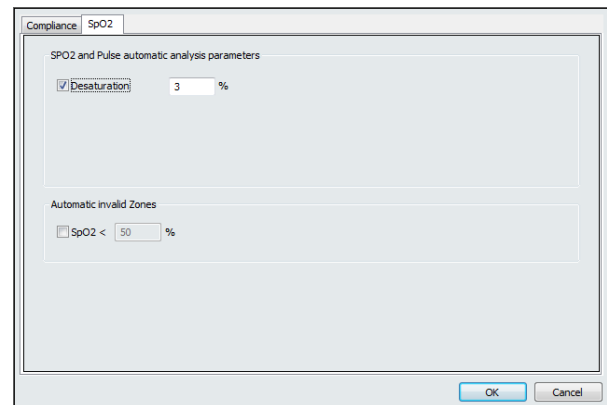 Compliance SpO2
SPO2 and Pulse automatic analysis parameters
Desaturation 3 %
Automatic invalid Zones
SpO2 < 50 %
OK Cancel